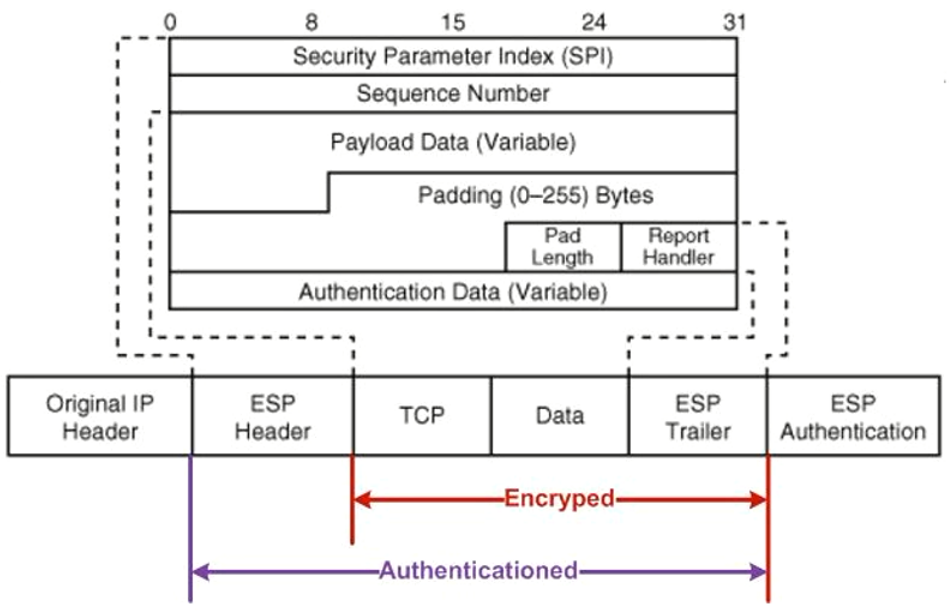 0 8 15 24 31
Security Parameter Index (SPI)
Sequence Number
Payload Data (Variable)
Padding (0–255) Bytes
Pad
Length
Report
Handler
Authentication Data (Variable)
Original IP
Header
ESP
Header
TCP
Data
ESP
Trailer
ESP
Authentication
Encryped
Authenticationed